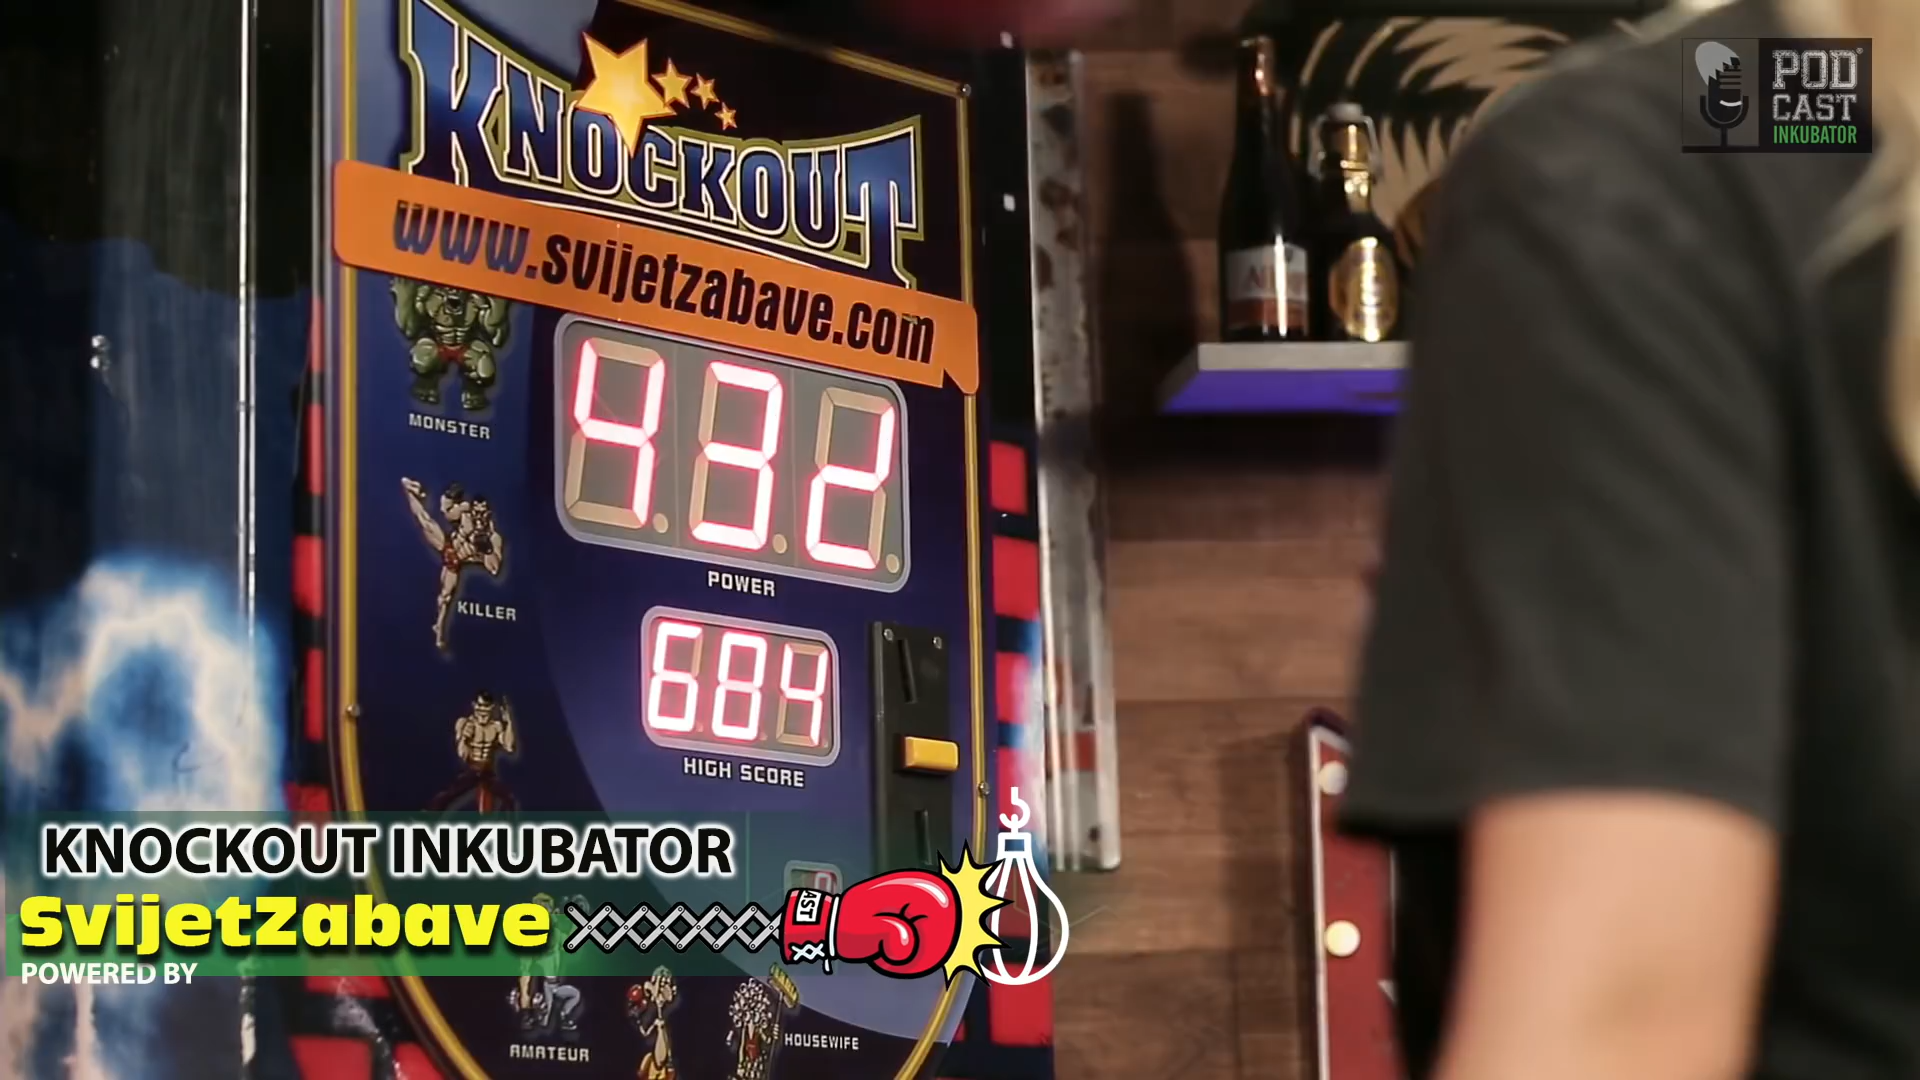 KNOCKOUT
www.svijetzabave.com
POD
CAST
INKUBATOR
MONSTER
432
POWER
KILLER
684
HIGH SCORE
KNOCKOUT INKUBATOR
SvijetZabave
POWERED BY
AMATEUR
HOUSEWIFE